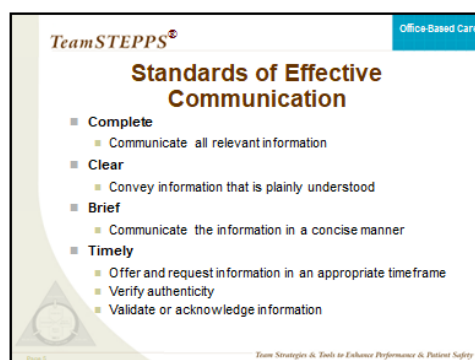 Office-Based Care
TeamSTEPPS
Standards of Effective
Communication
Complete
Communicate all relevant information
Clear
Convey information that is plainly understood
Brief
Communicate the information in a concise manner
Timely
Offer and request information in an appropriate timeframe
Verify authenticity
Validate or acknowledge information
Team Strategies & Tools to Enhance Performance & Patient Safety